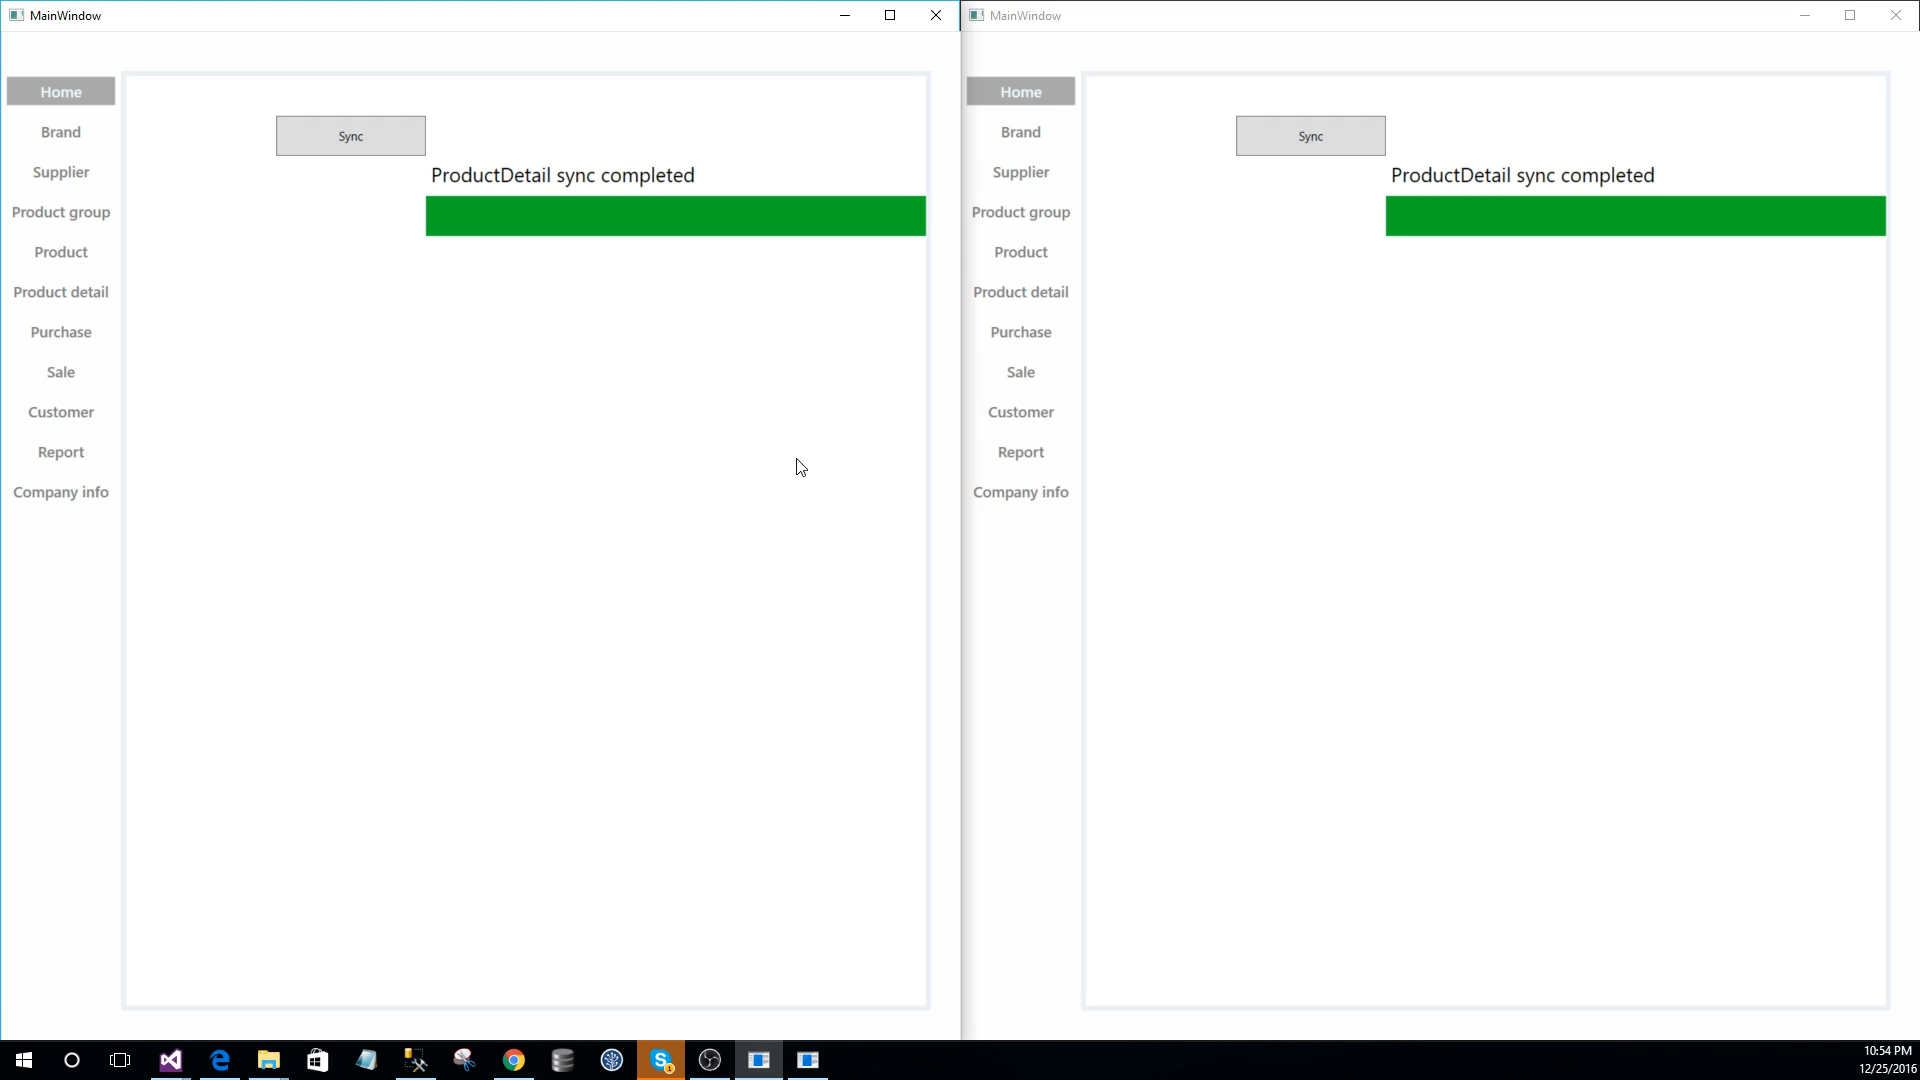 MainWindow
Home
Brand
Supplier
Product group
Product
Product detail
Purchase
Sale
Customer
Report
Company info
Sync
ProductDetail sync completed
MainWindow
Home
Brand
Supplier
Product group
Product
Product detail
Purchase
Sale
Customer
Report
Company info
Sync
ProductDetail sync completed
10:54 PM
12/25/2016